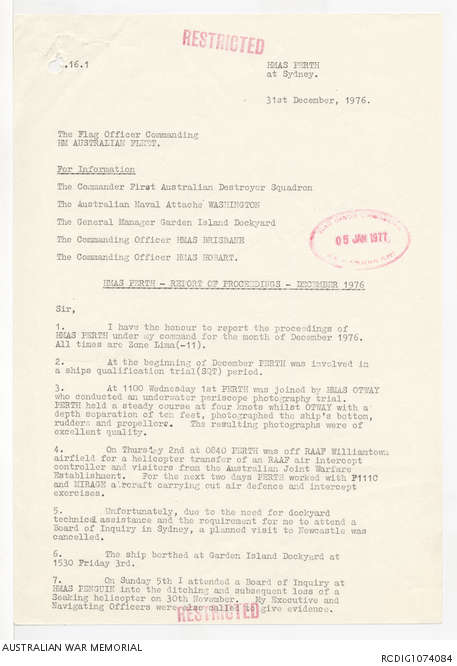 RESTRICTED
.16.1
HMAS PERTH
at Sydney.
31st December, 1976.
The Flag Officer Commanding
HM AUSTRALIAN FLEET.
For Information
The Commander First Australian Destroyer Squadron
The Australian Naval Attache WASHINGTON
The General Manager Garden Island Dockyard
The Commanding Officer HMAS BRISBANE
The Commanding Officer HMAS HOBART.
05 JAN 1977
HMAS PERTH - REPORT OF PROCEEDINGS - DECEMBER 1976
Sir,
1. I have the honour to report the proceedings of
HMAS PERTH under my command for the month of December 1976.
All times are Zone Lima(-11).
2. At the beginning of December PERTH was involved in
a ships qualification trial(SQT) period.
3. At 1100 Wednesday 1st PERTH was joined by HMAS OTWAY
who conducted an underwater periscope photography trial.
PERTH held a steady course at four knots whilst OTWAY with a
depth separation of ten feet, photographed the ship's bottom,
rudders and propellors. The resulting photographs were of
excellent quality.
4. On Thursday 2nd at 0840 PERTH was off RAAF Williamtown
airfield for a helicopter transfer of an RAAF air intercept
controller and visitors from the Australian Joint Warfare
Establishment. For the next two days PERTH worked with F111C
and MIRAGE aircraft carrying out air defence and intercept
exercises.
5. Unfortunately, due to the need for dockyard
technical assistance and the requirement for me to attend a
Board of Inquiry in Sydney, a planned visit to Newcastle was
cancelled.
6. The ship berthed at Garden Island Dockyard at
1530 Friday 3rd.
7. On Sunday 5th I attended a Board of Inquiry at
HMAS PENGUIN into the ditching and subsequent loss of a
Seaking helicopter on 30th November. My Executive and
Navigating Officers were also called to give evidence.
RESTRICTED
AUSTRALIAN WAR MEMORIAL
RCDIG1074084